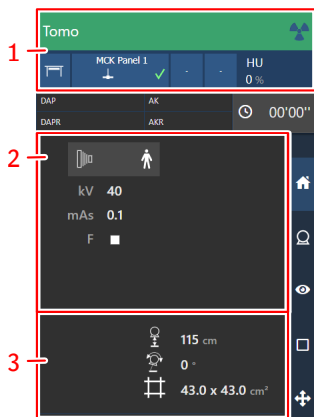 Tomo
1
MCK Panel 1
- -
HU
0 %
DAP AK
DAPR AKR
00'00"
2
kV 40
mAs 0.1
F
3
115 cm
0 °
43.0 x 43.0 cm²